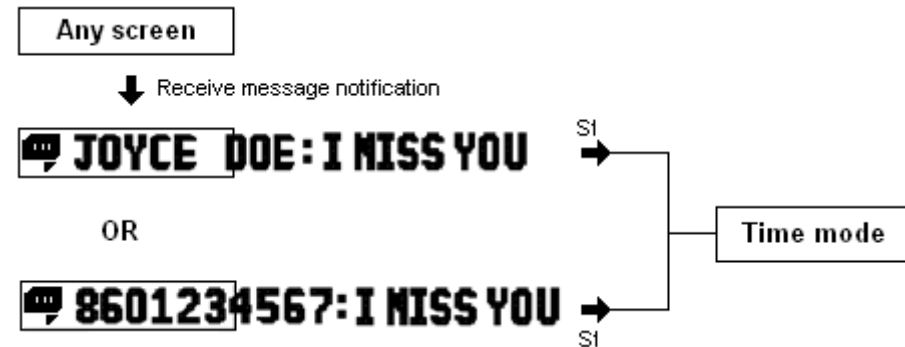 Any screen
Receive message notification
JOYCE DOE: I MISS YOU
S1
OR
Time mode
8601234567: I MISS YOU
S1